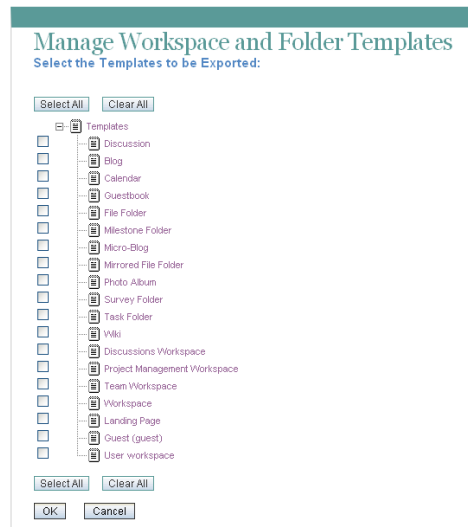 Manage Workspace and Folder Templates
Select the Templates to be Exported:
Select All Clear All
Templates
Discussion
Blog
Calendar
Guestbook
File Folder
Milestone Folder
Micro-Blog
Mirrored File Folder
Photo Album
Survey Folder
Task Folder
Wiki
Discussions Workspace
Project Management Workspace
Team Workspace
Workspace
Landing Page
Guest (guest)
User workspace
Select All Clear All
OK Cancel